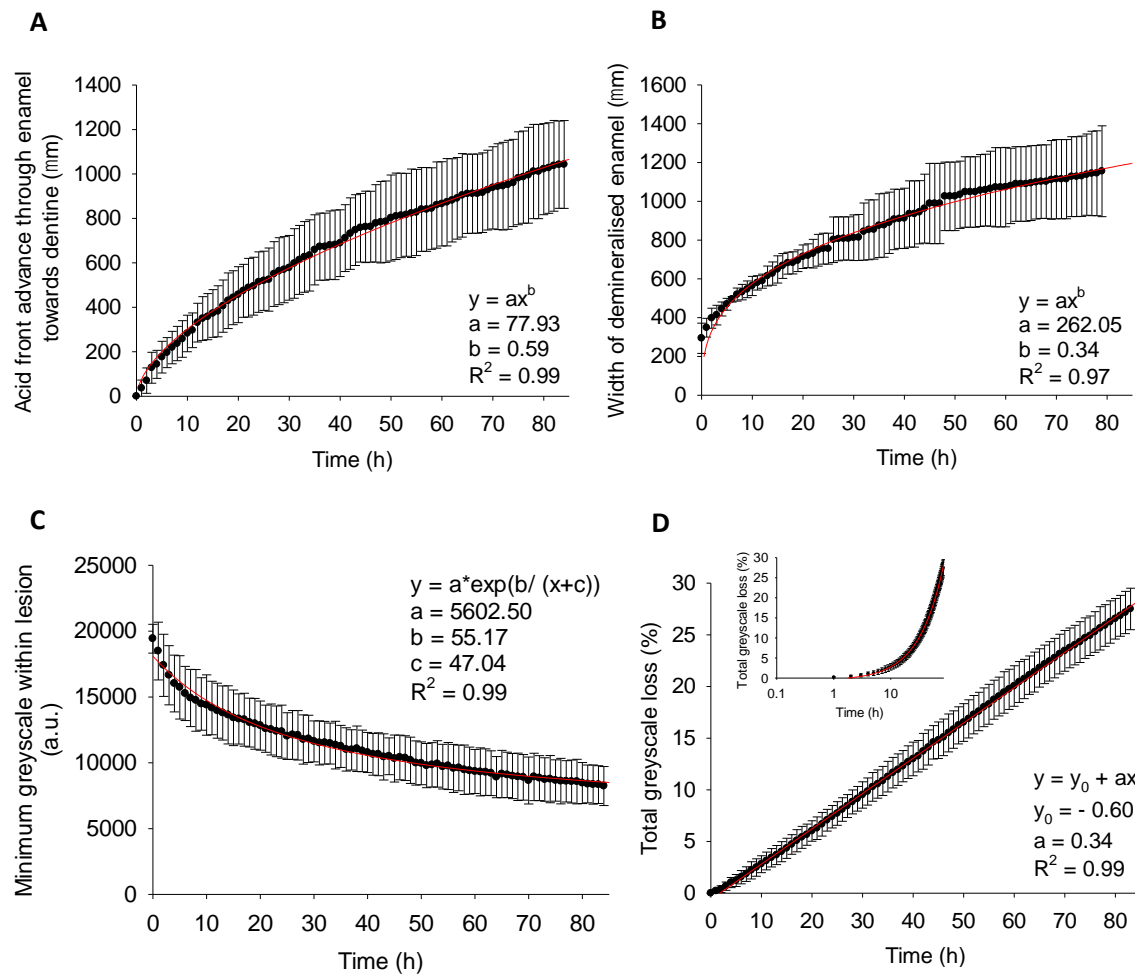 A
Acid front advance through enamel
towards dentine (mm)
1400
1200
1000
800
600
400
200
0
y = ax^b
a = 77.93
b = 0.59
R² = 0.99
0 10 20 30 40 50 60 70 80
Time (h)
B
Width of demineralised enamel (mm)
1600
1400
1200
1000
800
600
400
200
0
y = ax^b
a = 262.05
b = 0.34
R² = 0.97
0 10 20 30 40 50 60 70 80
Time (h)
C
Minimum greyscale within lesion
(a.u.)
25000
20000
15000
10000
5000
0
y = a*exp(b/ (x+c))
a = 5602.50
b = 55.17
c = 47.04
R² = 0.99
0 10 20 30 40 50 60 70 80
Time (h)
D
Total greyscale loss (%)
30
25
20
15
10
5
0
Total greyscale loss (%)
30
25
20
15
10
5
0
0.1 1 10
Time (h)
y = y₀ + ax
y₀ = - 0.60
a = 0.34
R² = 0.99
0 10 20 30 40 50 60 70 80
Time (h)